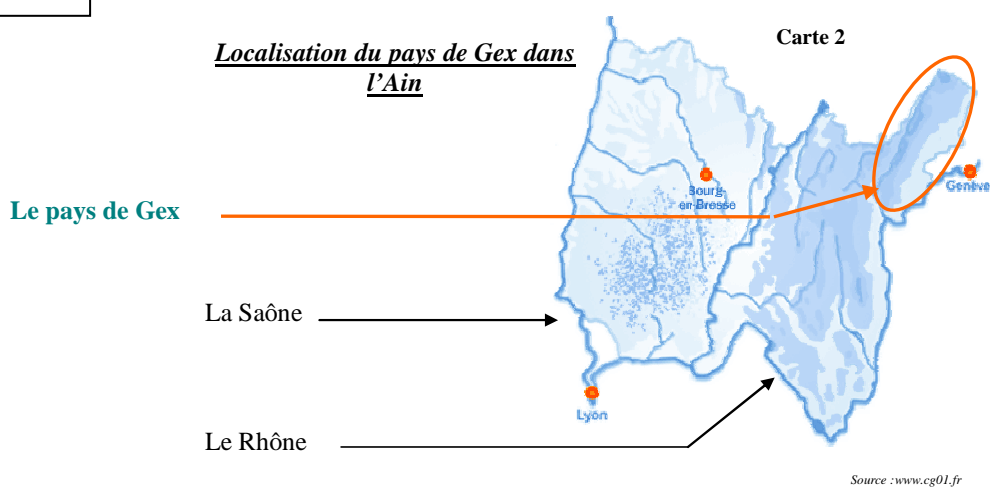 Carte 2
Localisation du pays de Gex dans
l'Ain
Genève
Bourg-
en-Bresse
Le pays de Gex
La Saône
Lyon
Le Rhône
Source :www.cg01.fr